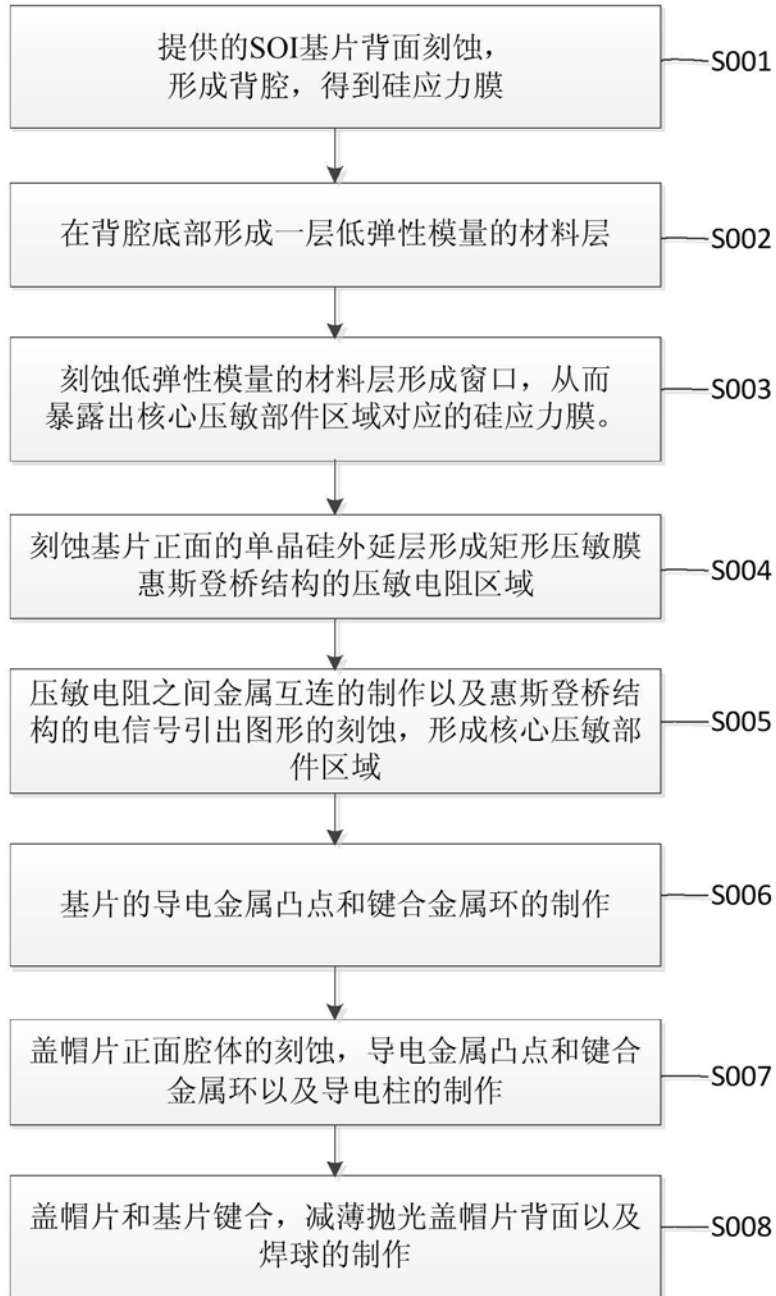 提供的SOI基片背面刻蚀，
形成背腔，得到硅应力膜
S001
在背腔底部形成一层低弹性模量的材料层
S002
刻蚀低弹性模量的材料层形成窗口，从而
暴露出核心压敏部件区域对应的硅应力膜。
S003
刻蚀基片正面的单晶硅外延层形成矩形压敏膜
惠斯登桥结构的压敏电阻区域
S004
压敏电阻之间金属互连的制作以及惠斯登桥结
构的电信号引出图形的刻蚀，形成核心压敏部
件区域
S005
基片的导电金属凸点和键合金属环的制作
S006
盖帽片正面腔体的刻蚀，导电金属凸点和键合
金属环以及导电柱的制作
S007
盖帽片和基片键合，减薄抛光盖帽片背面以及
焊球的制作
S008